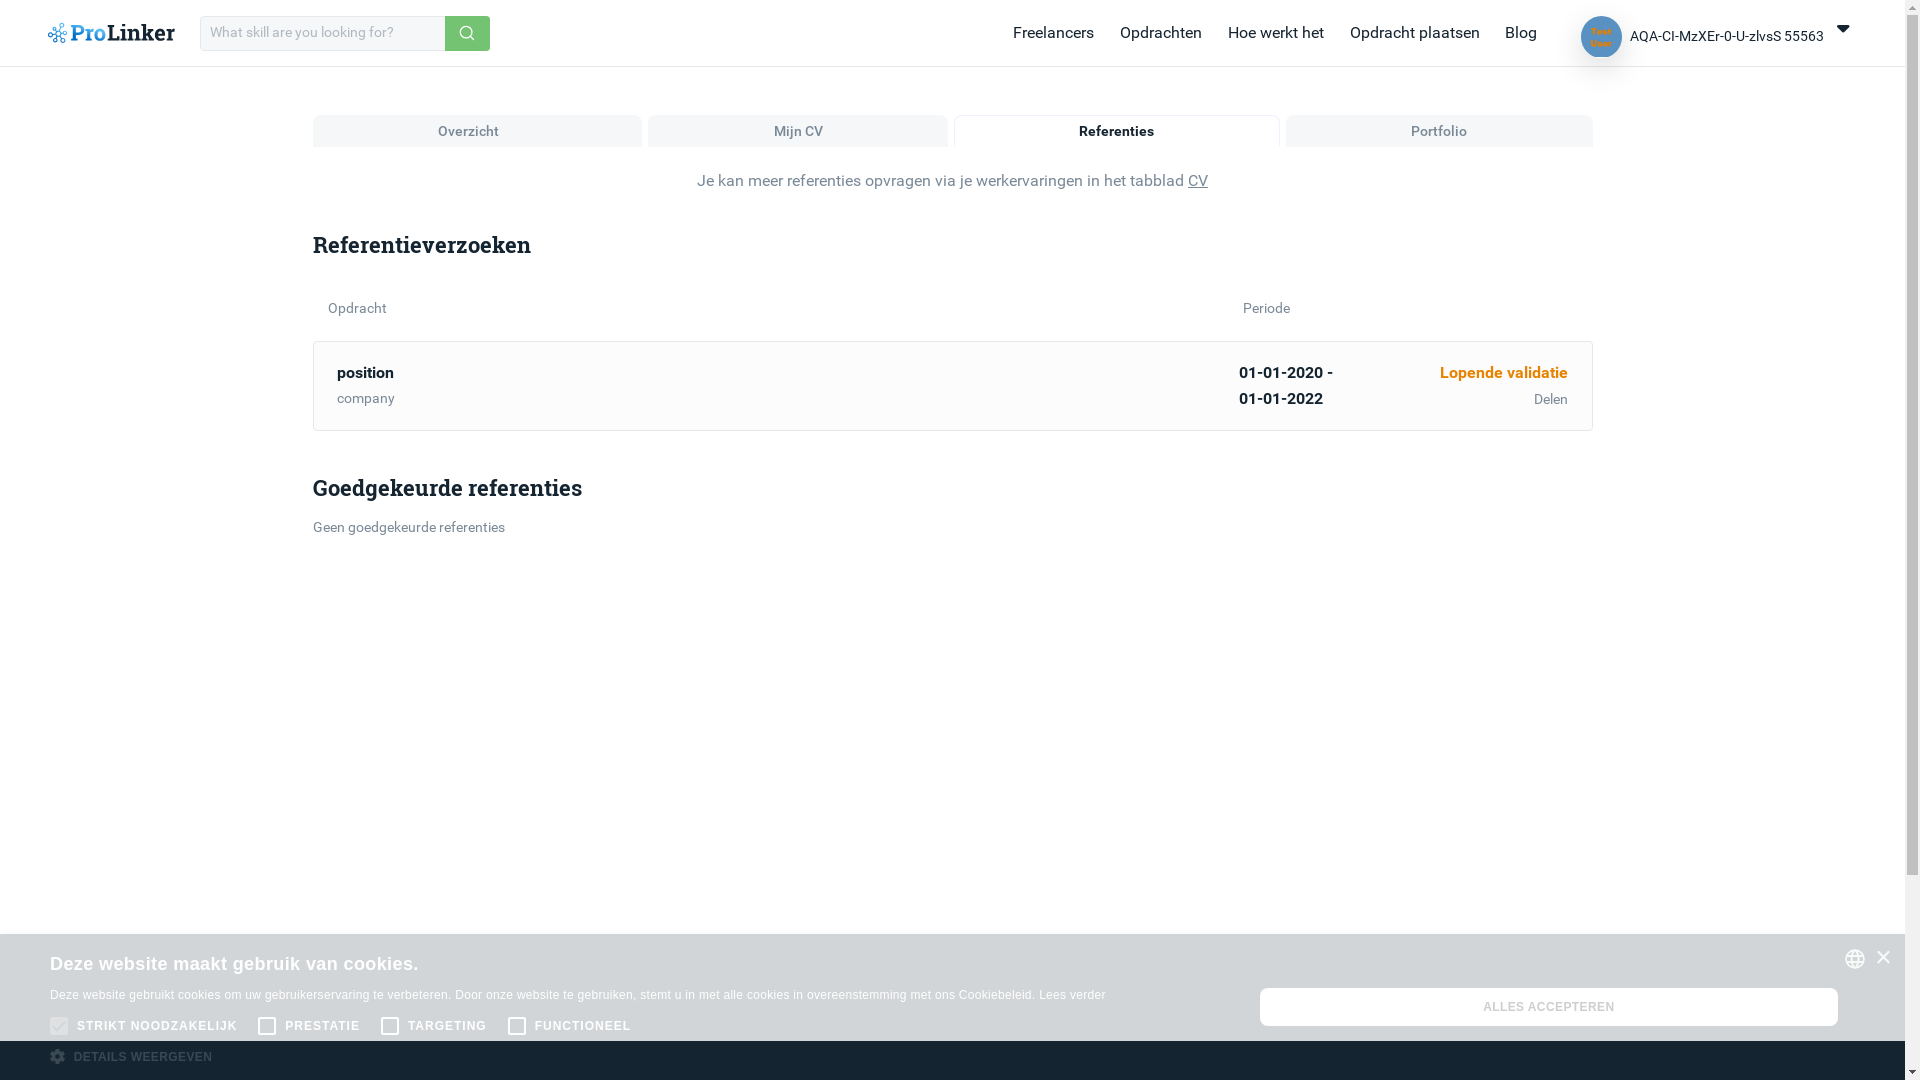 ProLinker
What skill are you looking for?
Freelancers
Opdrachten
Hoe werkt het
Opdracht plaatsen
Blog
Test
User
AQA-CI-MzXEr-0-U-zlvsS 55563
Overzicht
Mijn CV
Referenties
Portfolio
Je kan meer referenties opvragen via je werkervaringen in het tabblad CV
Referentieverzoeken
Opdracht
Periode
position
company
01-01-2020 -
01-01-2022
Lopende validatie
Delen
Goedgekeurde referenties
Geen goedgekeurde referenties
Deze website maakt gebruik van cookies.
Deze website gebruikt cookies om uw gebruikerservaring te verbeteren. Door onze website te gebruiken, stemt u in met alle cookies in overeenstemming met ons Cookiebeleid. Lees verder
STRIKT NOODZAKELIJK
PRESTATIE
TARGETING
FUNCTIONEEL
DETAILS WEERGEVEN
ALLES ACCEPTEREN